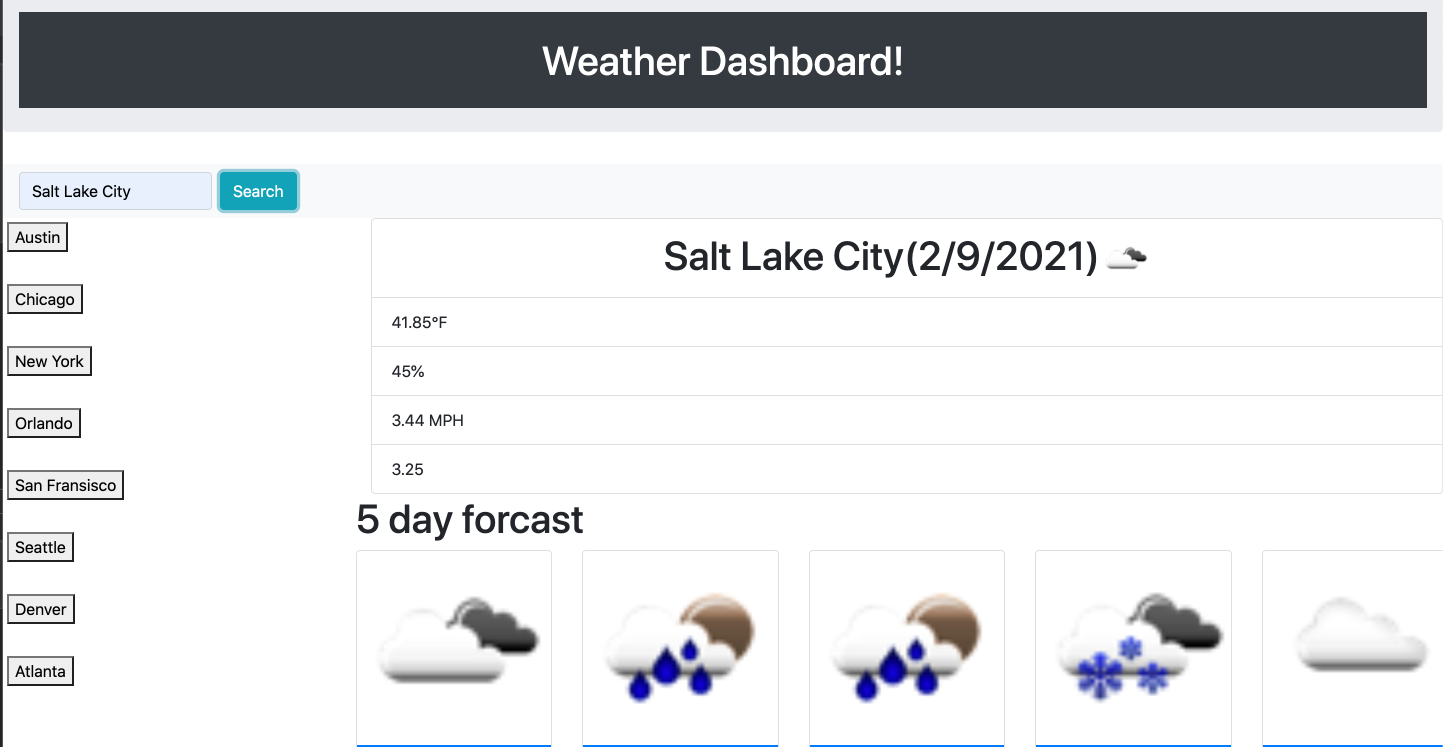 Weather Dashboard!
Salt Lake City
Search
Austin
Chicago
New York
Orlando
San Fransisco
Seattle
Denver
Atlanta
Salt Lake City(2/9/2021)
41.85°F
45%
3.44 MPH
3.25
5 day forcast